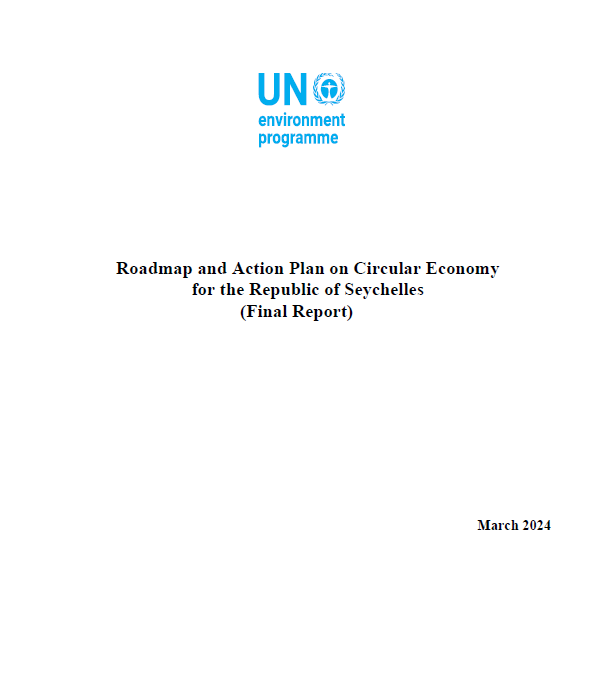 UN
environment
programme
Roadmap and Action Plan on Circular Economy
for the Republic of Seychelles
(Final Report)
March 2024